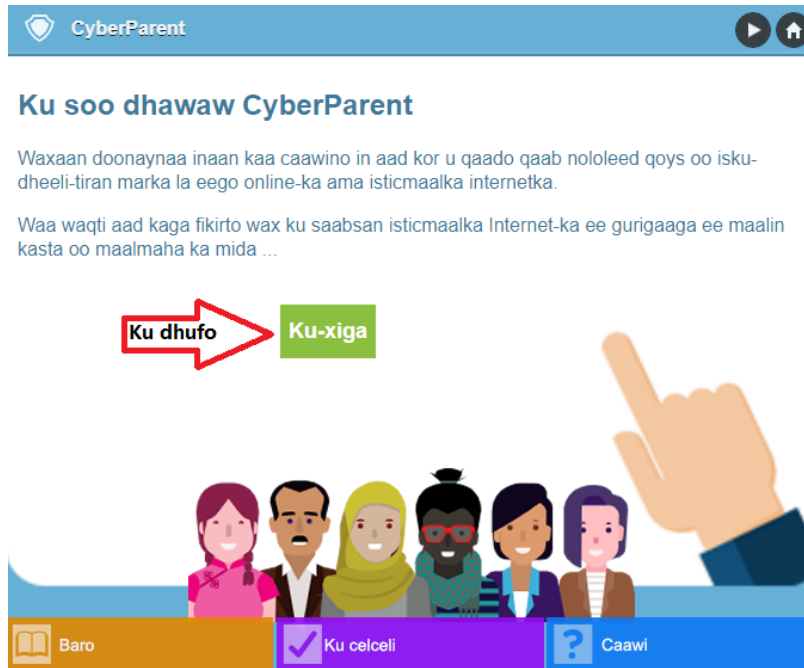 CyberParent
Ku soo dhawaw CyberParent
Waxaan doonaynaa inaan kaa caawino in aad kor u qaado qaab nololeed qoys oo isku-
dheeli-tiran marka la eego online-ka ama isticmaalka internetka.
Waa waqti aad kaga fikirto wax ku saabsan isticmaalka Internet-ka ee gurigaaga ee maalin
kasta oo maalmaha ka mida ...
Ku dhufo
Ku-xiga
Baro
Ku celceli
? Caawi